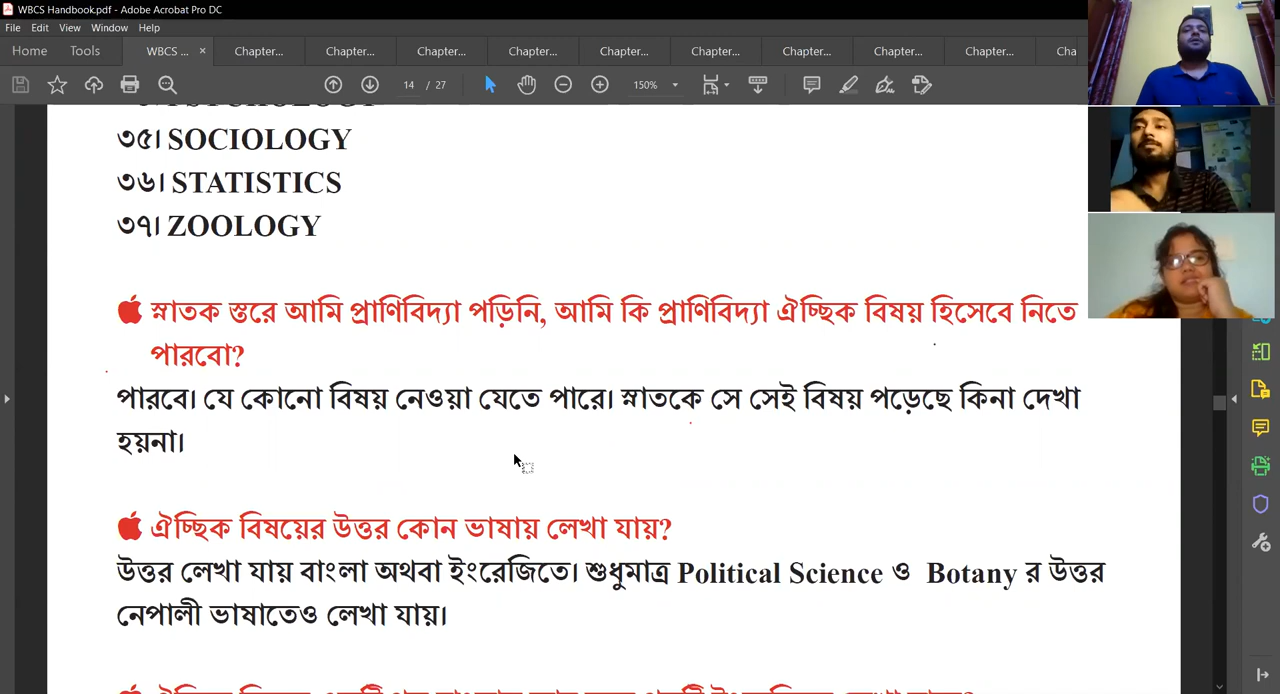 WBCS Handbook.pdf - Adobe Acrobat Pro DC
File Edit View Window Help
Home Tools WBCS ... × Chapter... Chapter... Chapter... Chapter... Chapter... Chapter... Chapter... Chapter... Chapter... Cha
14 / 27 150%
৩৫। SOCIOLOGY
৩৬। STATISTICS
৩৭। ZOOLOGY
স্নাতক স্তরে আমি প্রাণিবিদ্যা পড়িনি, আমি কি প্রাণিবিদ্যা ঐচ্ছিক বিষয় হিসেবে নিতে
পারবো?
পারবে। যে কোনো বিষয় নেওয়া যেতে পারে। স্নাতকে সে সেই বিষয় পড়েছে কিনা দেখা
হয়না।
ঐচ্ছিক বিষয়ের উত্তর কোন ভাষায় লেখা যায়?
উত্তর লেখা যায় বাংলা অথবা ইংরেজিতে। শুধুমাত্র Political Science ও Botany র উত্তর
নেপালী ভাষাতেও লেখা যায়।